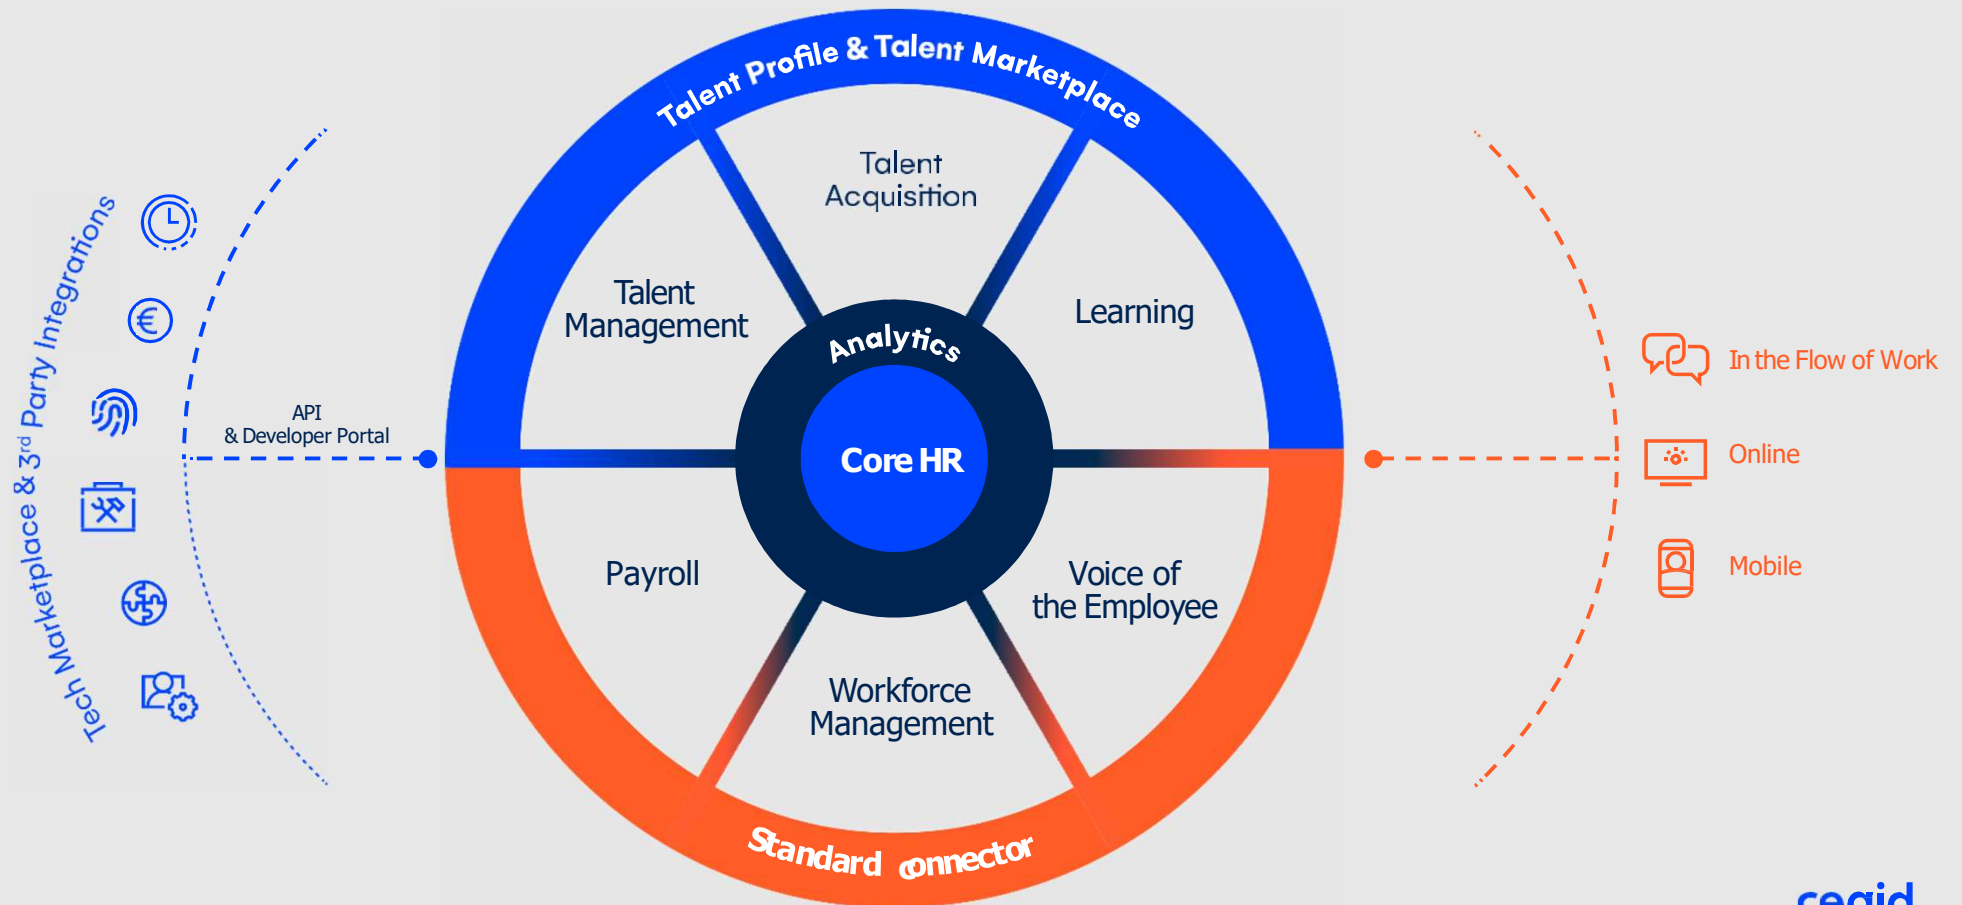 Talent Profile & Talent Marketplace
Talent
Acquisition
Talent
Management
Learning
Analytics
Core HR
Payroll
Voice of
the Employee
Workforce
Management
Standard connector
Tech Marketplace & 3rd Party Integrations
API
& Developer Portal
In the Flow of Work
Online
Mobile
cegid